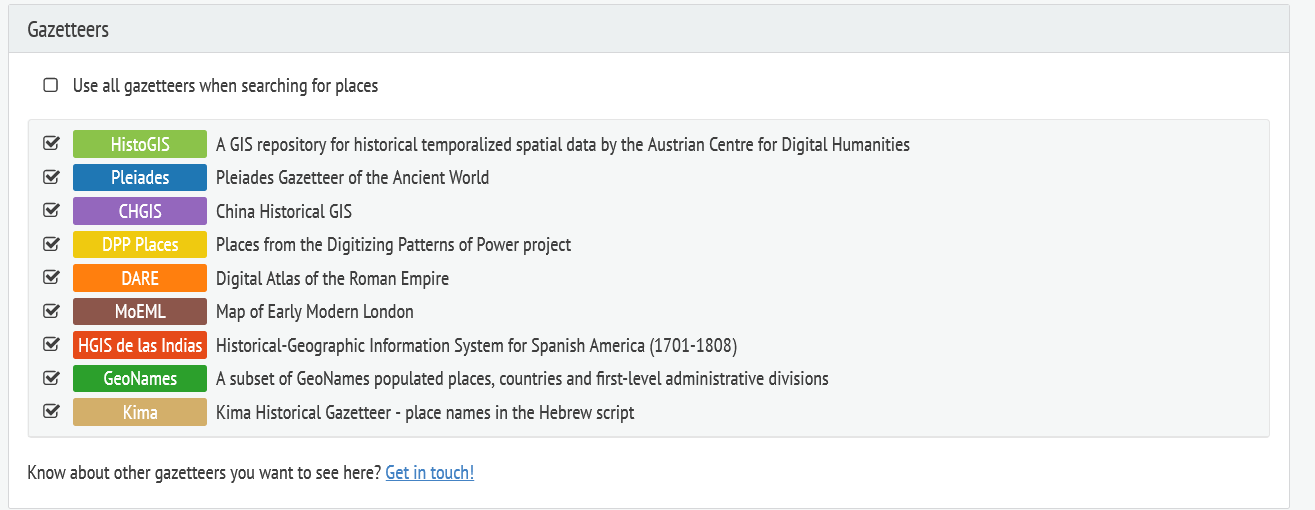 Gazetteers
Use all gazetteers when searching for places
HistoGIS A GIS repository for historical temporalized spatial data by the Austrian Centre for Digital Humanities
Pleiades Pleiades Gazetteer of the Ancient World
CHGIS China Historical GIS
DPP Places Places from the Digitizing Patterns of Power project
DARE Digital Atlas of the Roman Empire
MoEML Map of Early Modern London
HGIS de las Indias Historical-Geographic Information System for Spanish America (1701-1808)
GeoNames A subset of GeoNames populated places, countries and first-level administrative divisions
Kima Kima Historical Gazetteer - place names in the Hebrew script
Know about other gazetteers you want to see here? Get in touch!